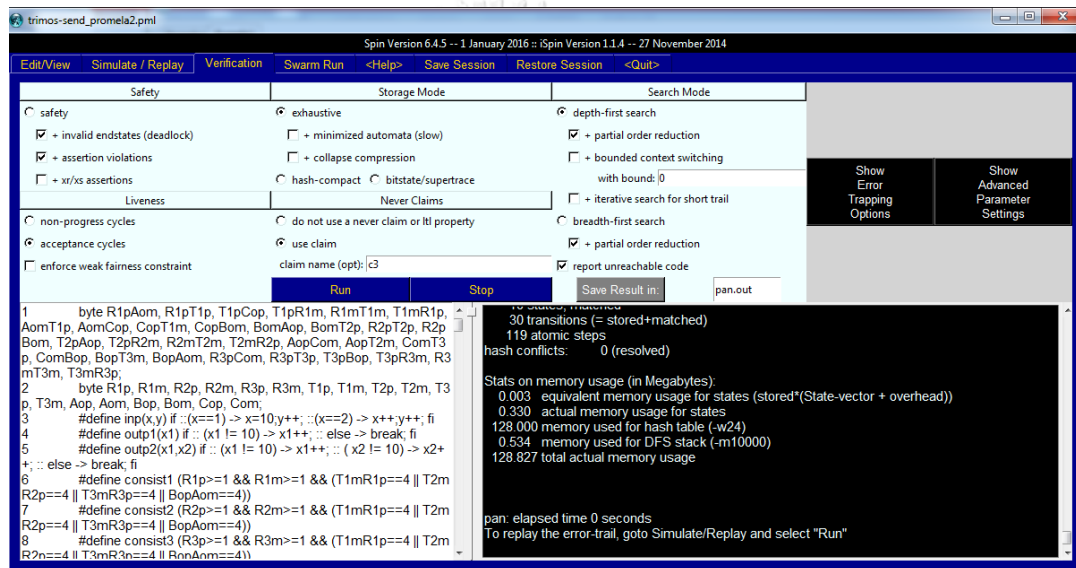 trimos-send_promela2.pml
Spin Version 6.4.5 -- 1 January 2016 :: iSpin Version 1.1.4 -- 27 November 2014
Edit/View Simulate / Replay Verification Swarm Run <Help> Save Session Restore Session <Quit>
Safety Storage Mode Search Mode
safety exhaustive depth-first search
+ invalid endstates (deadlock) + minimized automata (slow) + partial order reduction
+ assertion violations + collapse compression + bounded context switching
+ xr/xs assertions hash-compact bitstate/supertrace with bound: 0
Liveness Never Claims + iterative search for short trail
non-progress cycles do not use a never claim or ltl property breadth-first search
acceptance cycles use claim + partial order reduction
enforce weak fairness constraint claim name (opt): c3 report unreachable code
Run Stop Save Result in: pan.out
Show
Error
Trapping
Options
Show
Advanced
Parameter
Settings
1 byte R1pAom, R1pT1p, T1pCop, T1pR1m, R1mT1m, T1mR1p,
AomT1p, AomCop, CopT1m, CopBom, BomAop, BomT2p, R2pT2p, R2p
Bom, T2pAop, T2pR2m, R2mT2m, T2mR2p, AopCom, AopT2m, ComT3
p, ComBop, BopT3m, BopAom, R3pCom, R3pT3p, T3pBop, T3pR3m, R3
mT3m, T3mR3p;
2 byte R1p, R1m, R2p, R2m, R3p, R3m, T1p, T1m, T2p, T2m, T3
p, T3m, Aop, Aom, Bop, Bom, Cop, Com;
3 #define inp(x,y) if ::(x==1) -> x=10;y++; ::(x==2) -> x++;y++; fi
4 #define outp1(x1) if :: (x1 != 10) -> x1++; :: else -> break; fi
5 #define outp2(x1,x2) if :: (x1 != 10) -> x1++; :: ( x2 != 10) -> x2+
+; :: else -> break; fi
6 #define consist1 (R1p>=1 && R1m>=1 && (T1mR1p==4 || T2m
R2p==4 || T3mR3p==4 || BopAom==4))
7 #define consist2 (R2p>=1 && R2m>=1 && (T1mR1p==4 || T2m
R2p==4 || T3mR3p==4 || BopAom==4))
8 #define consist3 (R3p>=1 && R3m>=1 && (T1mR1p==4 || T2m
R2p==4 || T3mR3p==4 || BopAom==4))
30 transitions (= stored+matched)
119 atomic steps
hash conflicts: 0 (resolved)
Stats on memory usage (in Megabytes):
0.003 equivalent memory usage for states (stored*(State-vector + overhead))
0.330 actual memory usage for states
128.000 memory used for hash table (-w24)
0.534 memory used for DFS stack (-m10000)
128.827 total actual memory usage
pan: elapsed time 0 seconds
To replay the error-trail, goto Simulate/Replay and select "Run"